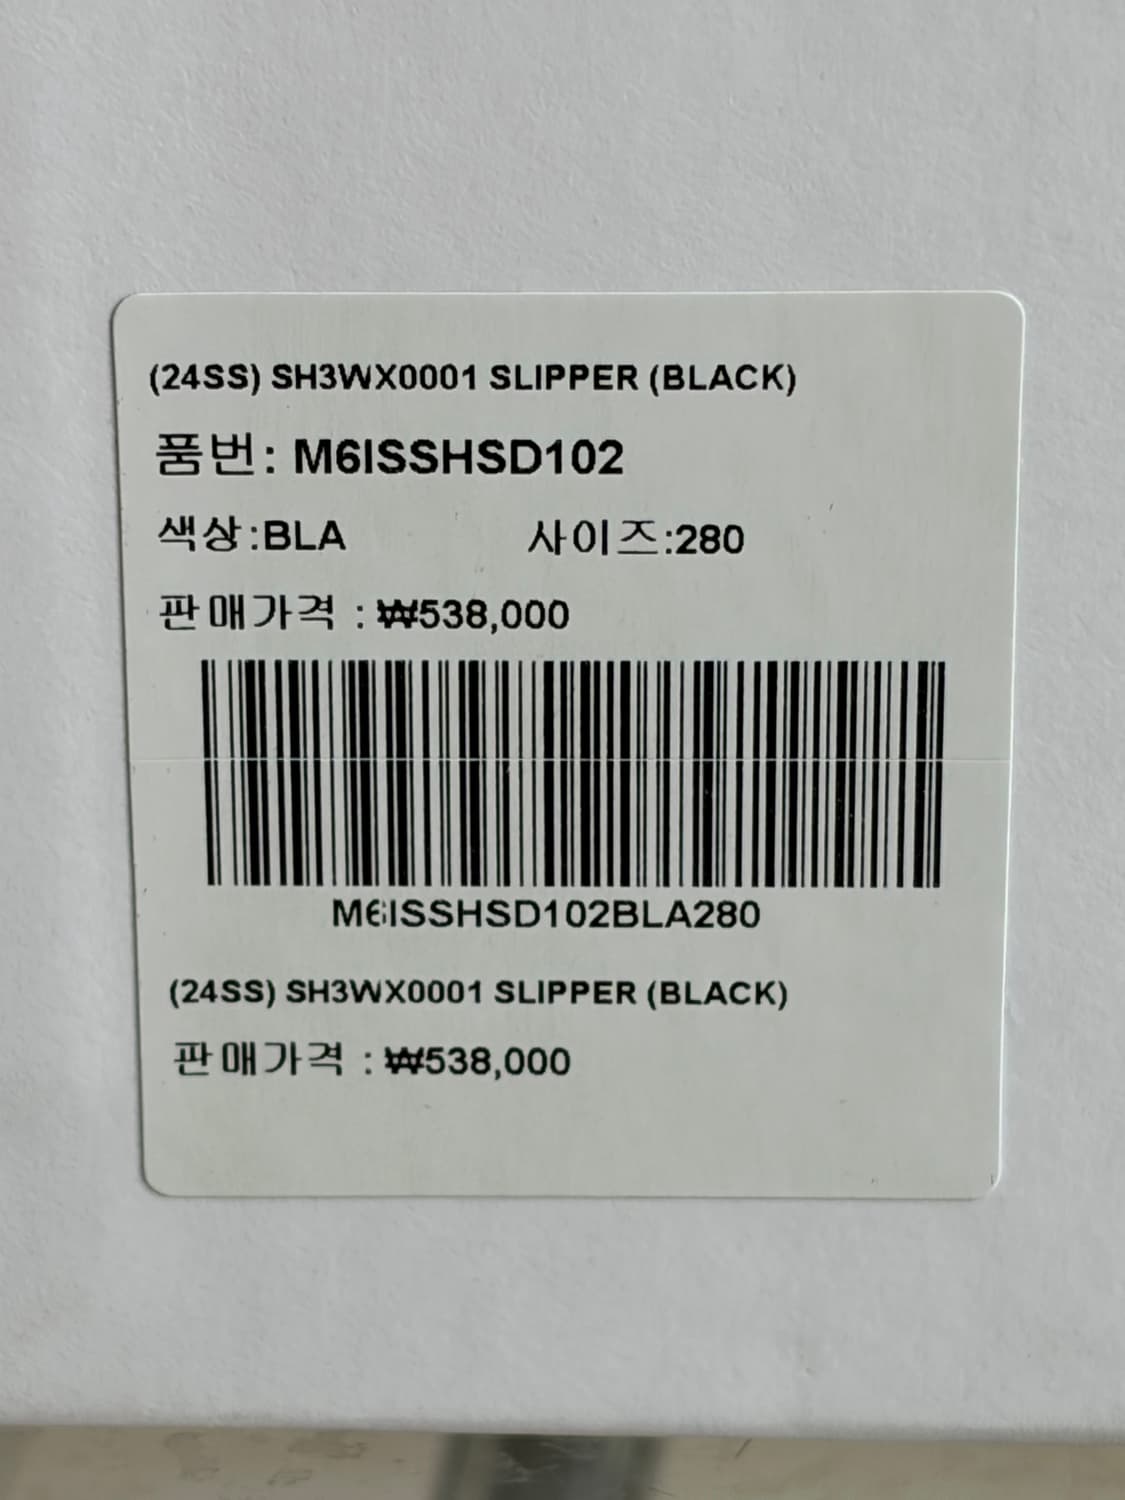 (24SS) SH3WX0001 SLIPPER (BLACK)
품번: M6ISSHSD102
색상:BLA 사이즈:280
판매가격 : ₩538,000
M6ISSHSD102BLA280
(24SS) SH3WX0001 SLIPPER (BLACK)
판매가격 : ₩538,000